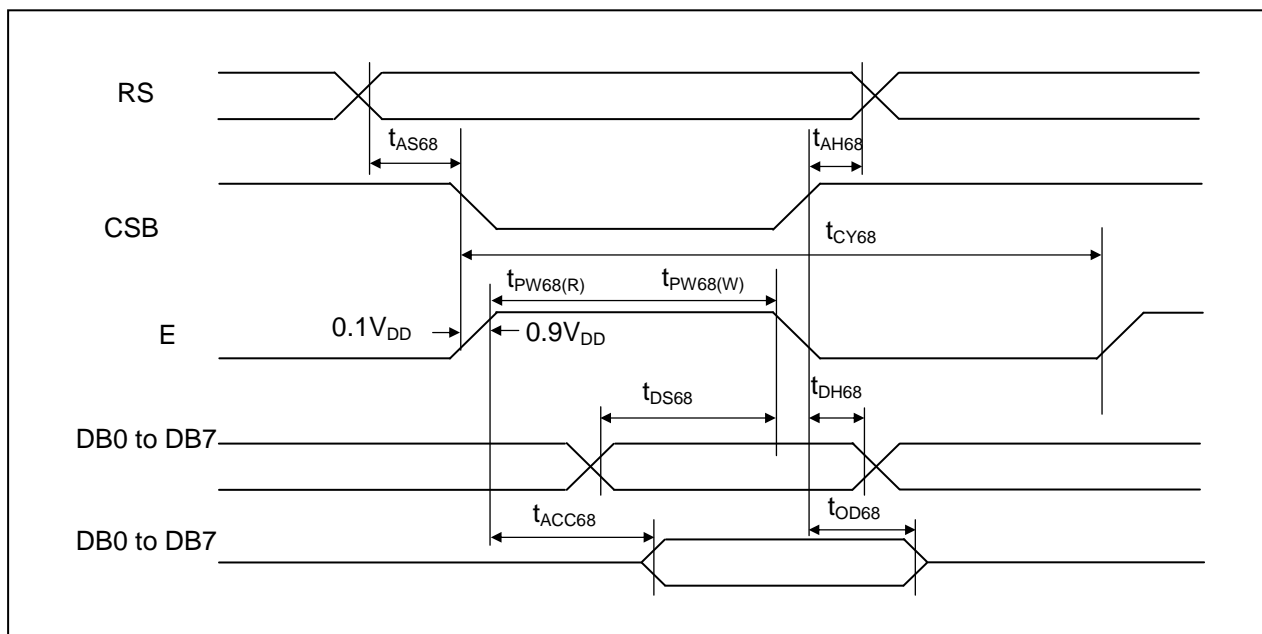 RS
tAS68 tAH68
CSB
tCY68
tPW68(R) tPW68(W)
E 0.1VDD 0.9VDD
tDS68 tDH68
DB0 to DB7
tACC68 tOD68
DB0 to DB7